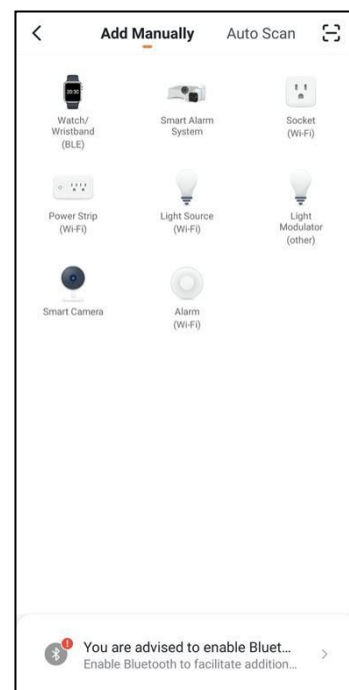 Add Manually Auto Scan
Watch/
Wristband
(BLE)
Smart Alarm
System
Socket
(Wi-Fi)
Power Strip
(Wi-Fi)
Light Source
(Wi-Fi)
Light
Modulator
(other)
Smart Camera
Alarm
(Wi-Fi)
You are advised to enable Bluet...
Enable Bluetooth to facilitate addition...